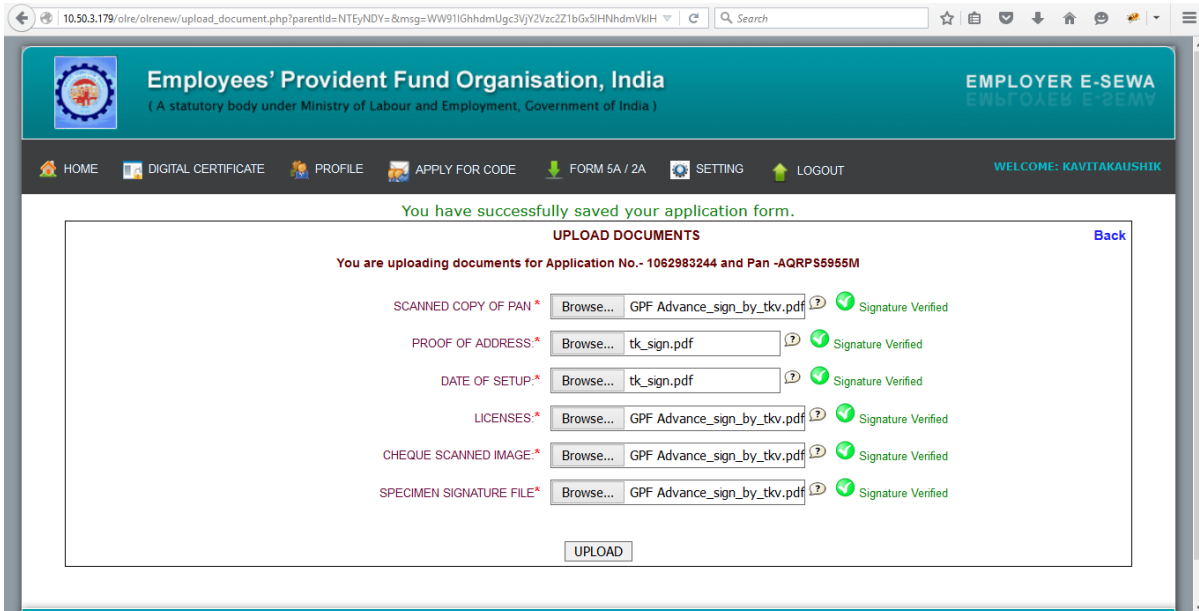 10.50.3.179/olre/olrenew/upload_document.php?parentId=NTEyNDY=&msg=WW91IGhhdmUgc3VjY2Vzc2Z1bGx5IHNhdmVkIH
Search
Employees' Provident Fund Organisation, India
( A statutory body under Ministry of Labour and Employment, Government of India )
EMPLOYER E-SEWA
HOME DIGITAL CERTIFICATE PROFILE APPLY FOR CODE FORM 5A / 2A SETTING LOGOUT WELCOME: KAVITAKAUSHIK
You have successfully saved your application form.
UPLOAD DOCUMENTS Back
You are uploading documents for Application No.- 1062983244 and Pan -AQRPS5955M
SCANNED COPY OF PAN * Browse... GPF Advance_sign_by_tkv.pdf ? Signature Verified
PROOF OF ADDRESS:* Browse... tk_sign.pdf ? Signature Verified
DATE OF SETUP:* Browse... tk_sign.pdf ? Signature Verified
LICENSES:* Browse... GPF Advance_sign_by_tkv.pdf ? Signature Verified
CHEQUE SCANNED IMAGE:* Browse... GPF Advance_sign_by_tkv.pdf ? Signature Verified
SPECIMEN SIGNATURE FILE* Browse... GPF Advance_sign_by_tkv.pdf ? Signature Verified
UPLOAD